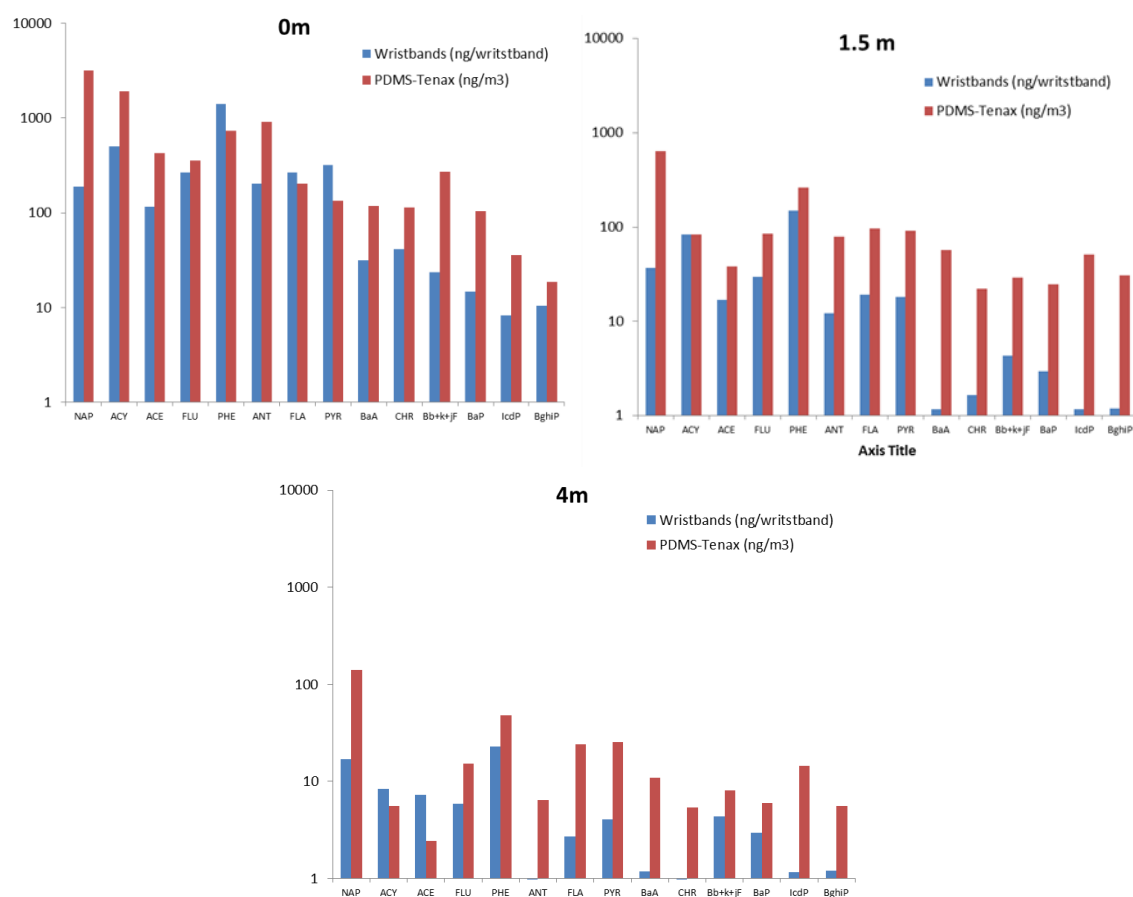 0m
Wristbands (ng/writstband)
PDMS-Tenax (ng/m3)
10000
1000
100
10
1
NAP ACY ACE FLU PHE ANT FLA PYR BaA CHR Bb+k+jF BaP IcdP BghiP
1.5 m
Wristbands (ng/writstband)
PDMS-Tenax (ng/m3)
10000
1000
100
10
1
NAP ACY ACE FLU PHE ANT FLA PYR BaA CHR Bb+k+jF BaP IcdP BghiP
Axis Title
4m
Wristbands (ng/writstband)
PDMS-Tenax (ng/m3)
10000
1000
100
10
1
NAP ACY ACE FLU PHE ANT FLA PYR BaA CHR Bb+k+jF BaP IcdP BghiP